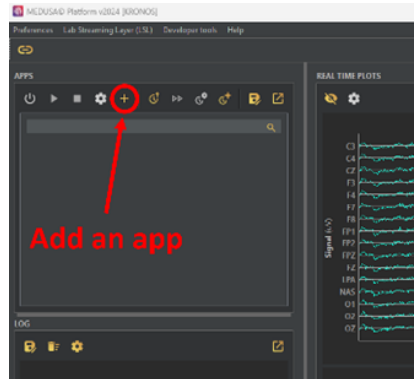 MEDUSA© Platform v2024 [KRONOS]
Preferences Lab Streaming Layer (LSL) Developer tools Help
APPS
REAL TIME PLOTS
Add an app
Signal (uV)
C3
C4
CZ
F3
F4
F7
F8
FP1
FP2
FPZ
FZ
LPA
NAS
O1
O2
OZ
LOG